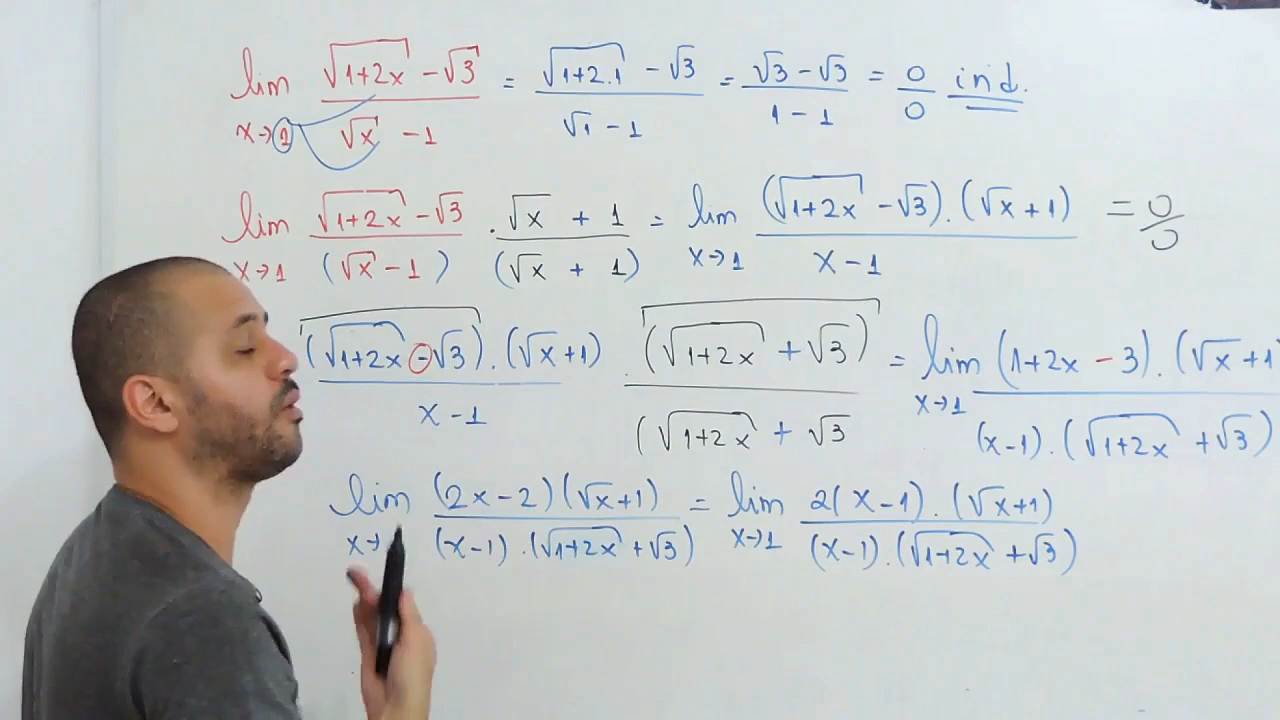 lim x→1 (√(1+2x) - √3)/(√x - 1) = (√(1+2.1) - √3)/(√1 - 1) = (√3 - √3)/(1 - 1) = 0/0 ind.
lim x→1 (√(1+2x) - √3)/(√x - 1) . (√x + 1)/(√x + 1) = lim x→1 ((√(1+2x) - √3).(√x + 1))/(x - 1) = 0/0
((√(1+2x) - √3).(√x + 1))/(x - 1) . (√(1+2x) + √3)/(√(1+2x) + √3 = lim x→1 ((1+2x - 3).(√x + 1)/((x-1).(√(1+2x) + √3))
lim x→ ((2x - 2)(√x + 1))/((x-1).(√(1+2x) + √3)) = lim x→1 (2(x - 1).(√x + 1))/((x-1).(√(1+2x) + √3))